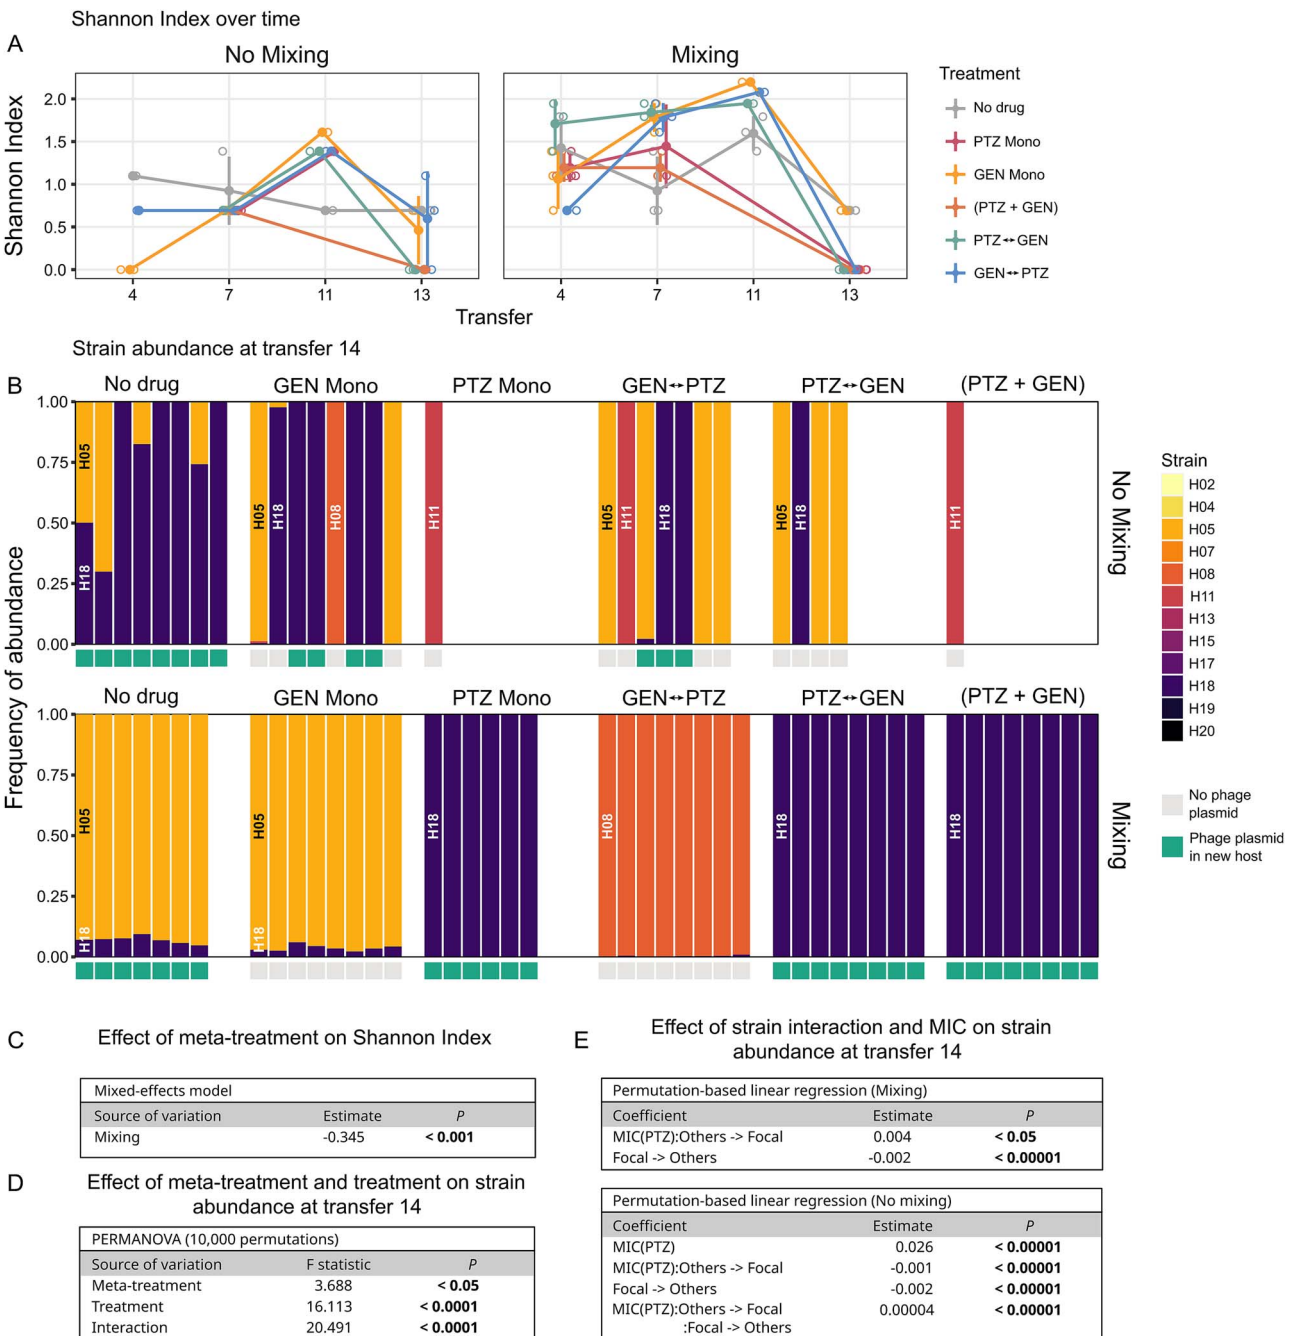 Shannon Index over time
A
No Mixing
Mixing
Shannon Index
2.0
1.5
1.0
0.5
0.0
4 7 11 13
4 7 11 13
Transfer
Treatment
No drug
PTZ Mono
GEN Mono
(PTZ + GEN)
PTZ↔GEN
GEN↔PTZ
Strain abundance at transfer 14
B
No drug GEN Mono PTZ Mono GEN↔PTZ PTZ↔GEN (PTZ + GEN)
Frequency of abundance
1.00
0.75
0.50
0.25
0.00
H05
H18
H05
H18
H08
H11
H05
H11
H18
H05
H18
H11
No Mixing
No drug GEN Mono PTZ Mono GEN↔PTZ PTZ↔GEN (PTZ + GEN)
1.00
0.75
0.50
0.25
0.00
H05
H18
H05
H18
H18
H08
H18
H18
Mixing
Strain
H02
H04
H05
H07
H08
H11
H13
H15
H17
H18
H19
H20
No phage
plasmid
Phage plasmid
in new host
C
Effect of meta-treatment on Shannon Index
Mixed-effects model
Source of variation Estimate P
Mixing -0.345 < 0.001
D
Effect of meta-treatment and treatment on strain
abundance at transfer 14
PERMANOVA (10,000 permutations)
Source of variation F statistic P
Meta-treatment 3.688 < 0.05
Treatment 16.113 < 0.0001
Interaction 20.491 < 0.0001
E
Effect of strain interaction and MIC on strain
abundance at transfer 14
Permutation-based linear regression (Mixing)
Coefficient Estimate P
MIC(PTZ):Others -> Focal 0.004 < 0.05
Focal -> Others -0.002 < 0.00001
Permutation-based linear regression (No mixing)
Coefficient Estimate P
MIC(PTZ) 0.026 < 0.00001
MIC(PTZ):Others -> Focal -0.001 < 0.00001
Focal -> Others -0.002 < 0.00001
MIC(PTZ):Others -> Focal 0.00004 < 0.00001
:Focal -> Others